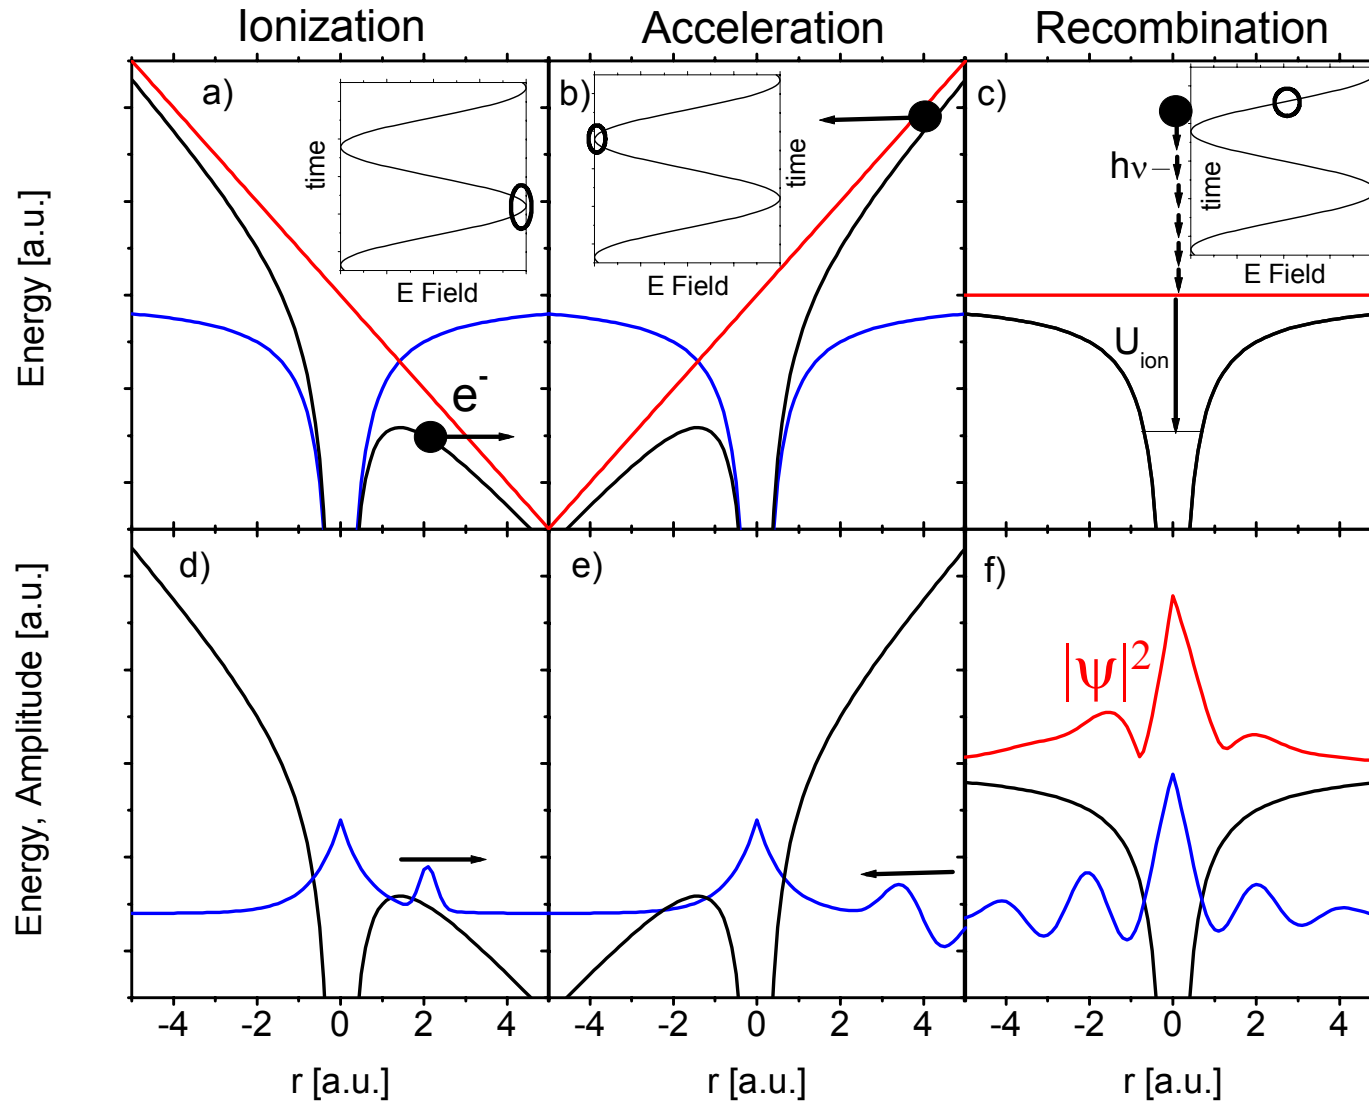 Ionization Acceleration Recombination
a) b) c)
time
E Field
time
E Field
time
E Field
hν
U_ion
e^-
Energy [a.u.]
d) e) f)
|ψ|²
Energy, Amplitude [a.u.]
-4 -2 0 2 4 -4 -2 0 2 4 -4 -2 0 2 4
r [a.u.] r [a.u.] r [a.u.]